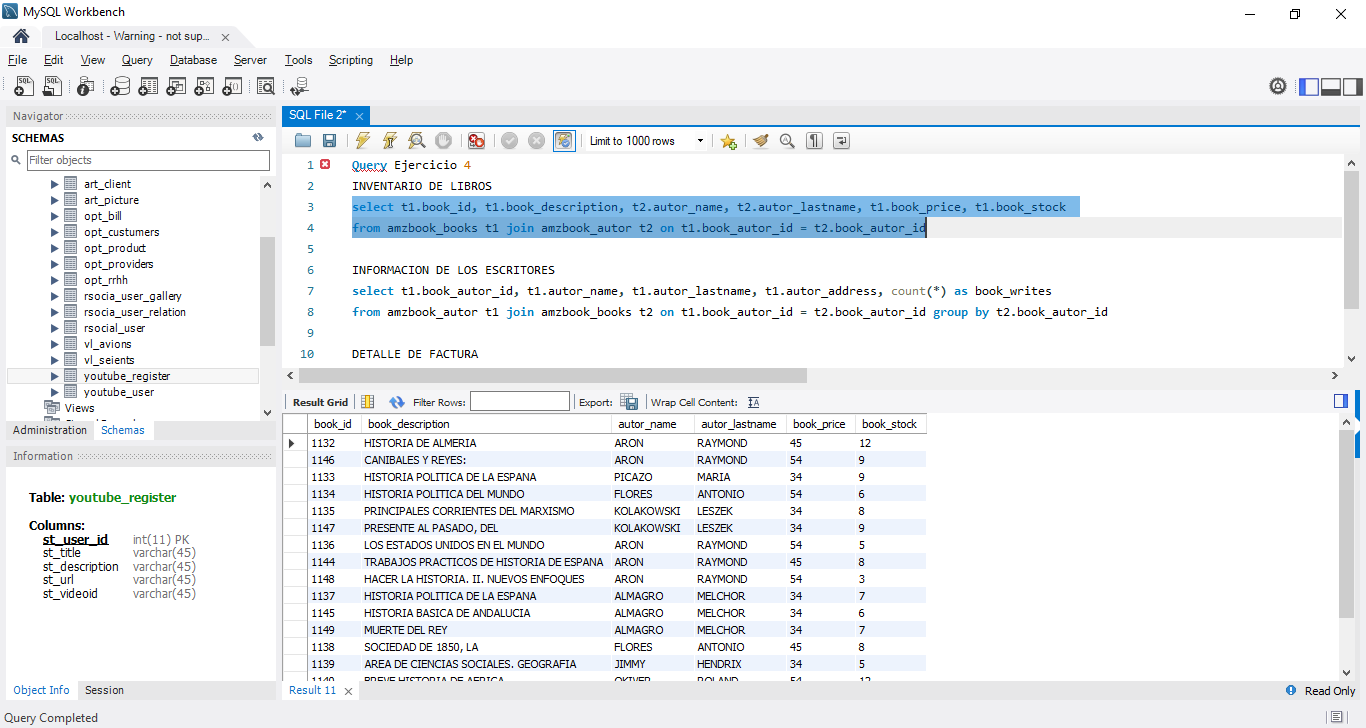 MySQL Workbench
Localhost - Warning - not sup...
File Edit View Query Database Server Tools Scripting Help
Navigator
SCHEMAS
Filter objects
art_client
art_picture
opt_bill
opt_custumers
opt_product
opt_providers
opt_rrhh
rsocia_user_gallery
rsocia_user_relation
rsocial_user
vl_avions
vl_seients
youtube_register
youtube_user
Views
Administration Schemas
Information
Table: youtube_register
Columns:
st_user_id int(11) PK
st_title varchar(45)
st_description varchar(45)
st_url varchar(45)
st_videoid varchar(45)
Object Info Session
SQL File 2*
Limit to 1000 rows
1 Query Ejercicio 4
2 INVENTARIO DE LIBROS
3 select t1.book_id, t1.book_description, t2.autor_name, t2.autor_lastname, t1.book_price, t1.book_stock
4 from amzbook_books t1 join amzbook_autor t2 on t1.book_autor_id = t2.book_autor_id
5
6 INFORMACION DE LOS ESCRITORES
7 select t1.book_autor_id, t1.autor_name, t1.autor_lastname, t1.autor_address, count(*) as book_writes
8 from amzbook_autor t1 join amzbook_books t2 on t1.book_autor_id = t2.book_autor_id group by t2.book_autor_id
9
10 DETALLE DE FACTURA
Result Grid Filter Rows: Export: Wrap Cell Content:
book_id book_description autor_name autor_lastname book_price book_stock
1132 HISTORIA DE ALMERIA ARON RAYMOND 45 12
1146 CANIBALES Y REYES: ARON RAYMOND 54 9
1133 HISTORIA POLITICA DE LA ESPANA PICAZO MARIA 34 9
1134 HISTORIA POLITICA DEL MUNDO FLORES ANTONIO 54 6
1135 PRINCIPALES CORRIENTES DEL MARXISMO KOLAKOWSKI LESZEK 34 8
1147 PRESENTE AL PASADO, DEL KOLAKOWSKI LESZEK 34 9
1136 LOS ESTADOS UNIDOS EN EL MUNDO ARON RAYMOND 54 5
1144 TRABAJOS PRACTICOS DE HISTORIA DE ESPANA ARON RAYMOND 45 8
1148 HACER LA HISTORIA. II. NUEVOS ENFOQUES ARON RAYMOND 54 3
1137 HISTORIA POLITICA DE LA ESPANA ALMAGRO MELCHOR 34 7
1145 HISTORIA BASICA DE ANDALUCIA ALMAGRO MELCHOR 34 6
1149 MUERTE DEL REY ALMAGRO MELCHOR 34 7
1138 SOCIEDAD DE 1850, LA FLORES ANTONIO 45 8
1139 AREA DE CIENCIAS SOCIALES. GEOGRAFIA JIMMY HENDRIX 34 5
Result 11
Read Only
Query Completed